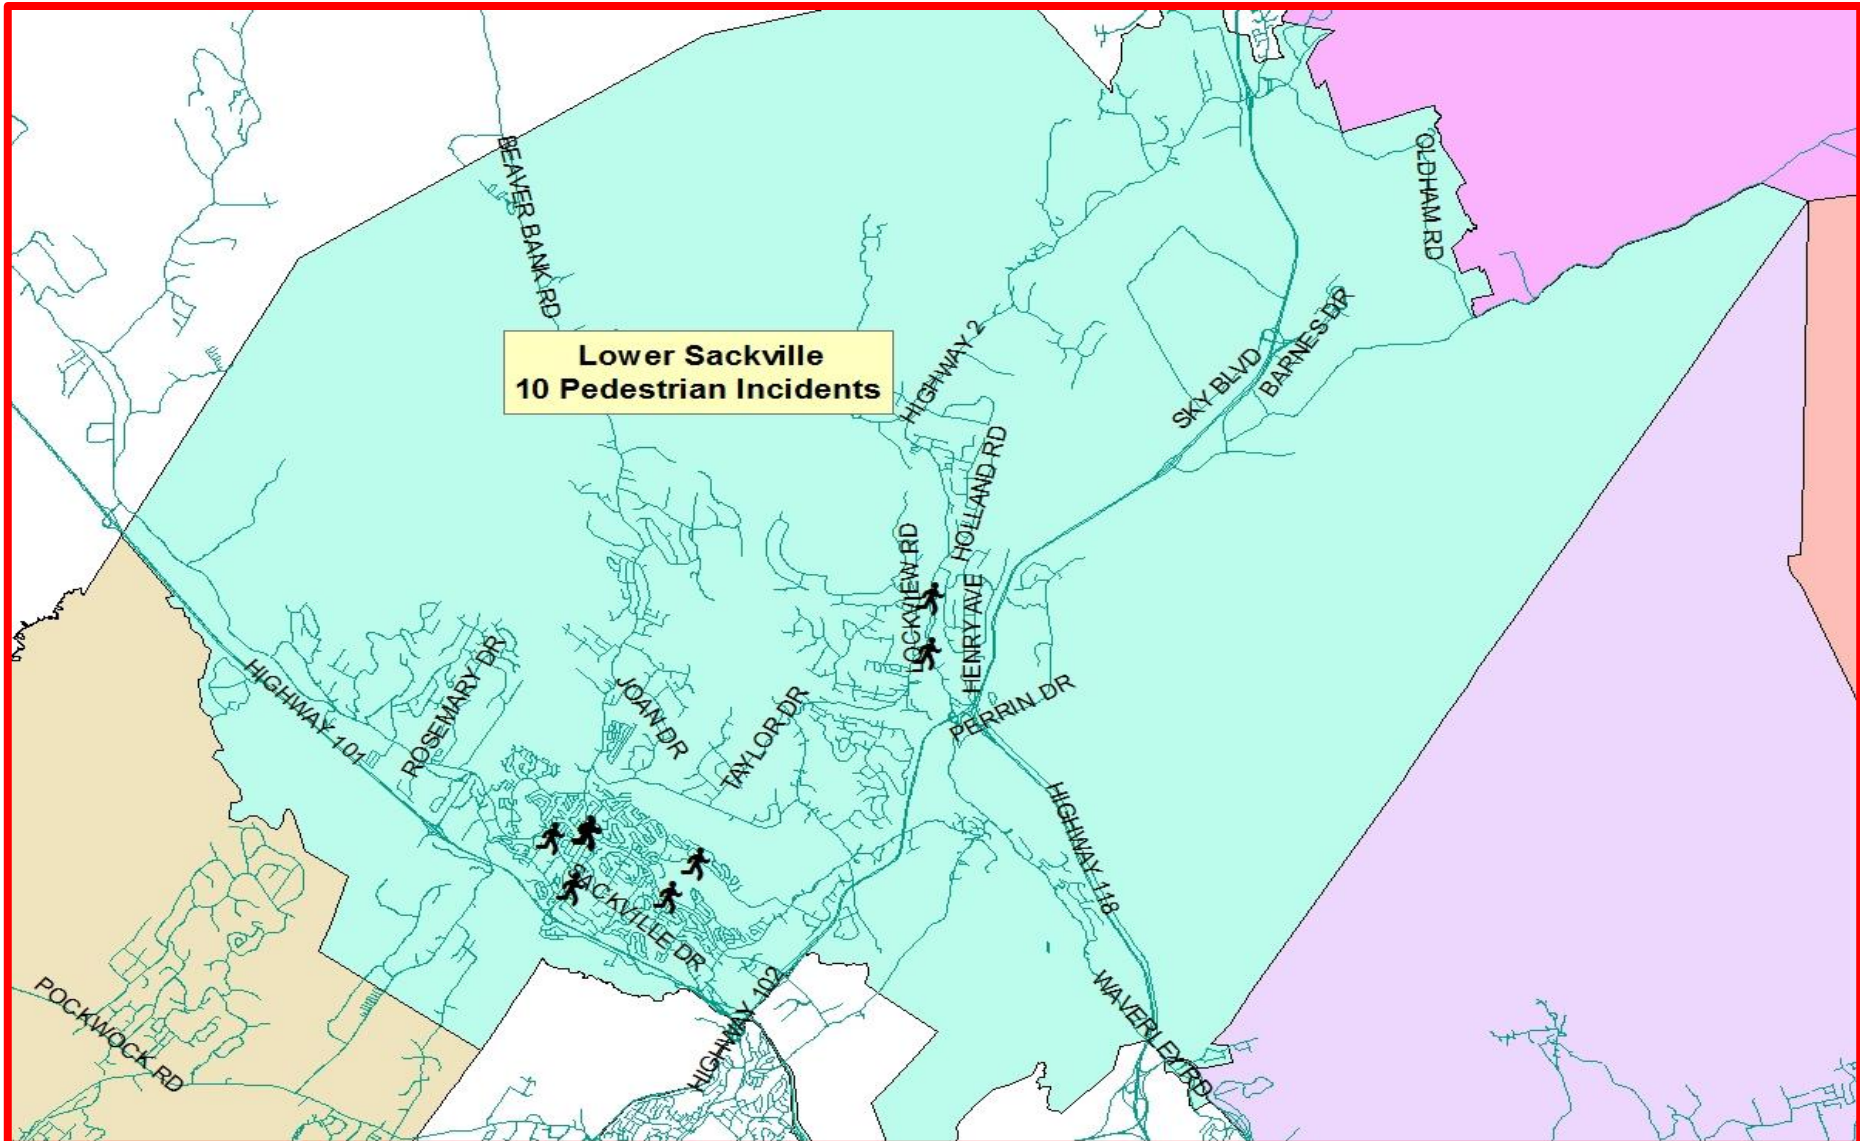 BEAVER BANK RD
OLDHAM RD
Lower Sackville
10 Pedestrian Incidents
HIGHWAY 2
SKY BLVD
BARNES DR
HOLLAND RD
LOCKVIEW RD
HENRY AVE
HIGHWAY 101
ROSEMARY DR
JOAN DR
TAYLOR DR
PERRIN DR
HIGHWAY 118
SACKVILLE DR
HIGHWAY 102
WAVERLEY RD
POCKWOCK RD